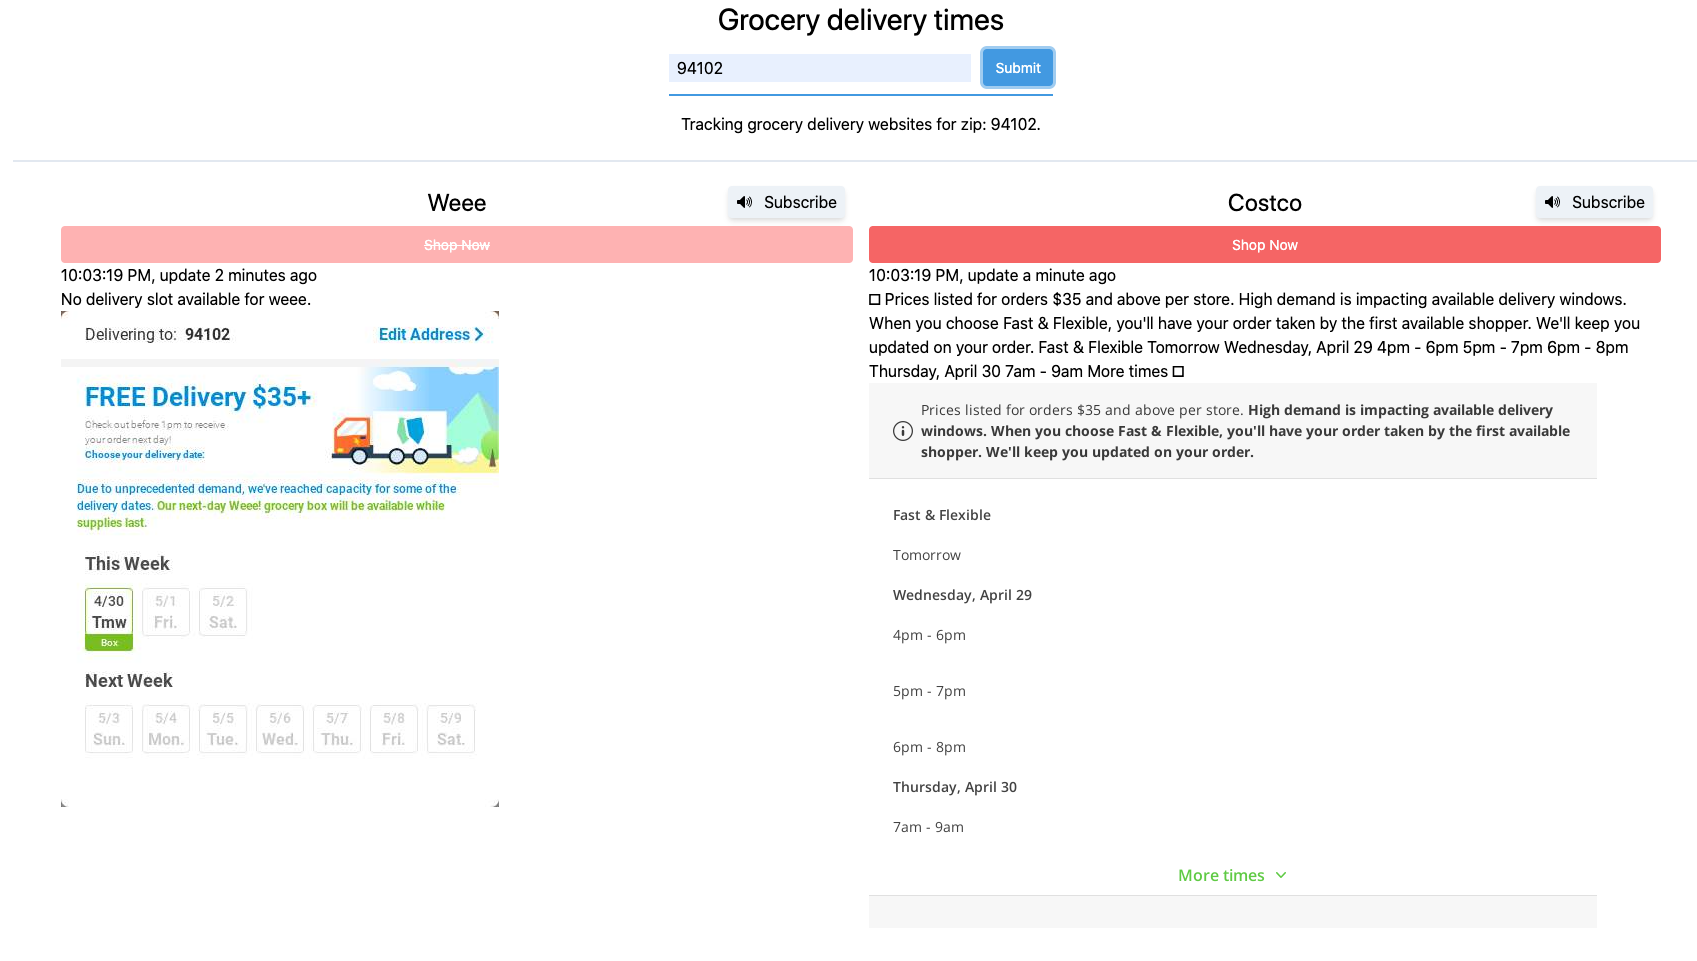 Grocery delivery times
94102
Submit
Tracking grocery delivery websites for zip: 94102.
Weee
Subscribe
Shop Now
10:03:19 PM, update 2 minutes ago
No delivery slot available for weee.
Delivering to: 94102
Edit Address
FREE Delivery $35+
Check out before 1pm to receive
your order next day!
Choose your delivery date:
Due to unprecedented demand, we've reached capacity for some of the
delivery dates. Our next-day Weee! grocery box will be available while
supplies last.
This Week
4/30 5/1 5/2
Tmw Fri. Sat.
Box
Next Week
5/3 5/4 5/5 5/6 5/7 5/8 5/9
Sun. Mon. Tue. Wed. Thu. Fri. Sat.
Costco
Subscribe
Shop Now
10:03:19 PM, update a minute ago
Prices listed for orders $35 and above per store. High demand is impacting available delivery windows.
When you choose Fast & Flexible, you'll have your order taken by the first available shopper. We'll keep you
updated on your order. Fast & Flexible Tomorrow Wednesday, April 29 4pm - 6pm 5pm - 7pm 6pm - 8pm
Thursday, April 30 7am - 9am More times
Prices listed for orders $35 and above per store. High demand is impacting available delivery
windows. When you choose Fast & Flexible, you'll have your order taken by the first available
shopper. We'll keep you updated on your order.
Fast & Flexible
Tomorrow
Wednesday, April 29
4pm - 6pm
5pm - 7pm
6pm - 8pm
Thursday, April 30
7am - 9am
More times